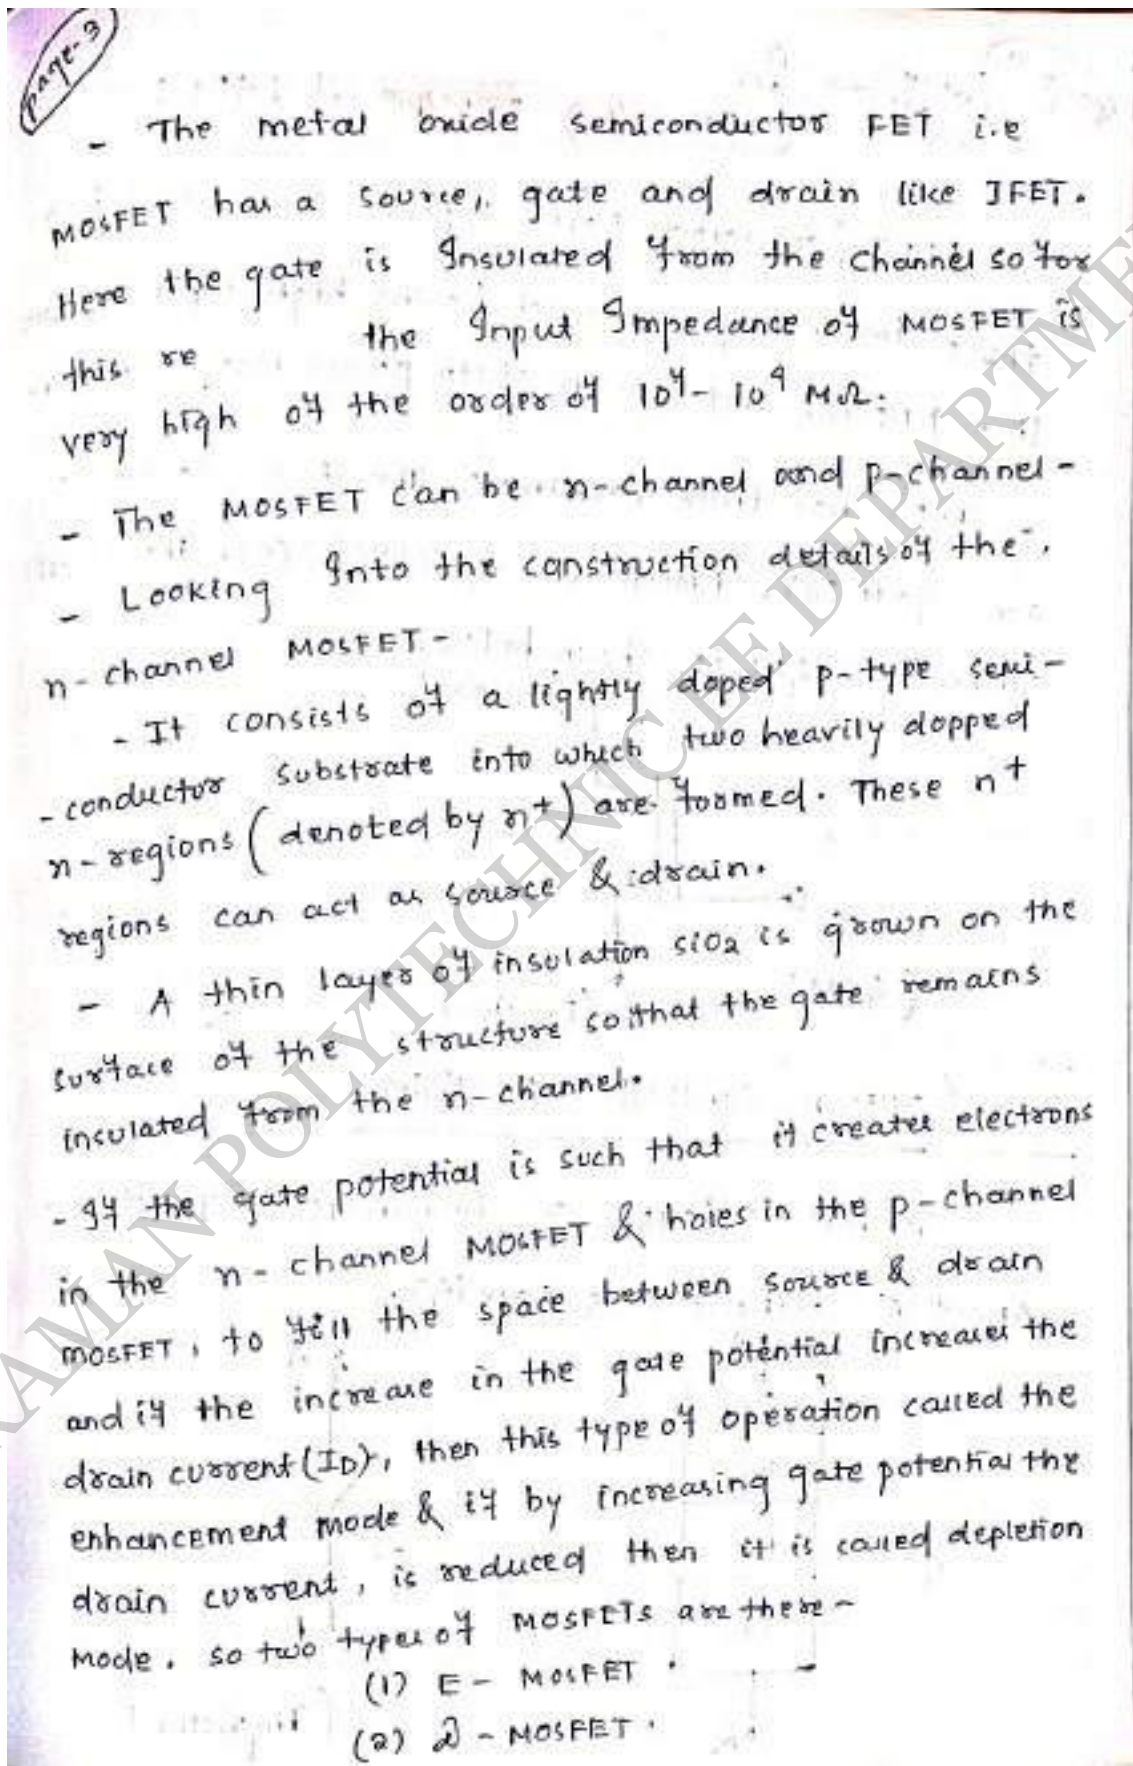 page-3
- The metal oxide semiconductor FET i.e
MOSFET has a source, gate and drain like JFET.
Here the gate is Insulated from the channel so for
this re the Input Impedance of MOSFET is
very high of the order of 10⁴ - 10⁹ MΩ.
- The MOSFET can be n-channel and p-channel -
- Looking Into the construction details of the
n-channel MOSFET -
- It consists of a lightly doped p-type semi-
-conductor substrate into which two heavily dopped
n-regions (denoted by n⁺) are formed. These n⁺
regions can act as source & drain.
- A thin layer of insulation SiO2 is grown on the
surface of the structure so that the gate remains
insulated from the n-channel.
- If the gate potential is such that it creates electrons
in the n-channel MOSFET & holes in the p-channel
MOSFET, to fill the space between source & drain
and if the increase in the gate potential increases the
drain current (ID), then this type of operation called the
enhancement mode & if by increasing gate potential the
drain current, is reduced then it is called depletion
mode. so two types of MOSFETs are there -
(1) E - MOSFET.
(2) D - MOSFET.
RAMAN POLYTECHNIC EE DEPARTME